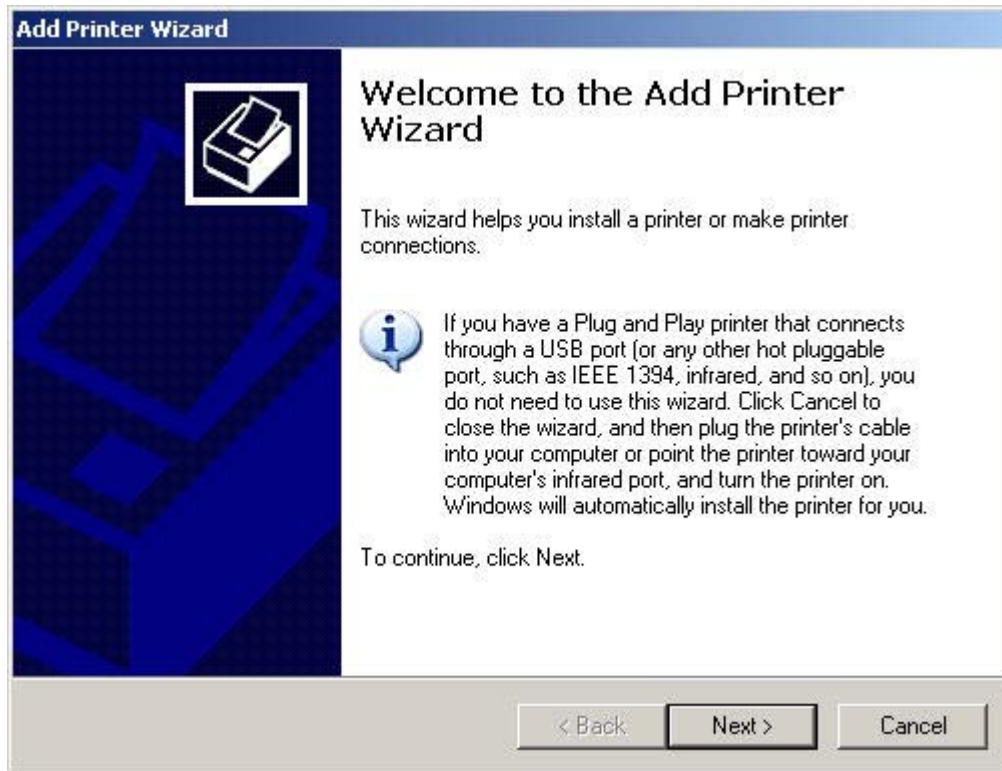 Add Printer Wizard
Welcome to the Add Printer
Wizard
This wizard helps you install a printer or make printer
connections.
If you have a Plug and Play printer that connects
through a USB port (or any other hot pluggable
port, such as IEEE 1394, infrared, and so on), you
do not need to use this wizard. Click Cancel to
close the wizard, and then plug the printer's cable
into your computer or point the printer toward your
computer's infrared port, and turn the printer on.
Windows will automatically install the printer for you.
To continue, click Next.
< Back Next > Cancel